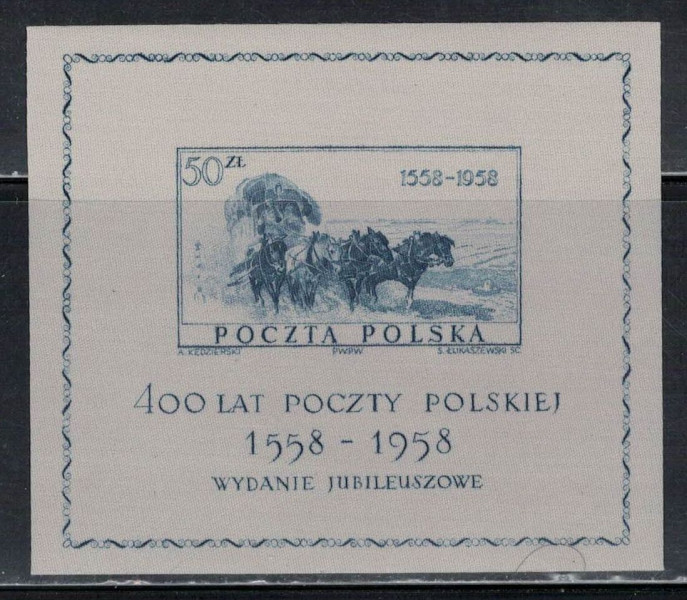 50 ZŁ
1558-1958
POCZTA POLSKA
A. KĘDZIERSKI PWPW S. ŁUKASZEWSKI SC.
400 LAT POCZTY POLSKIEJ
1558 - 1958
WYDANIE JUBILEUSZOWE